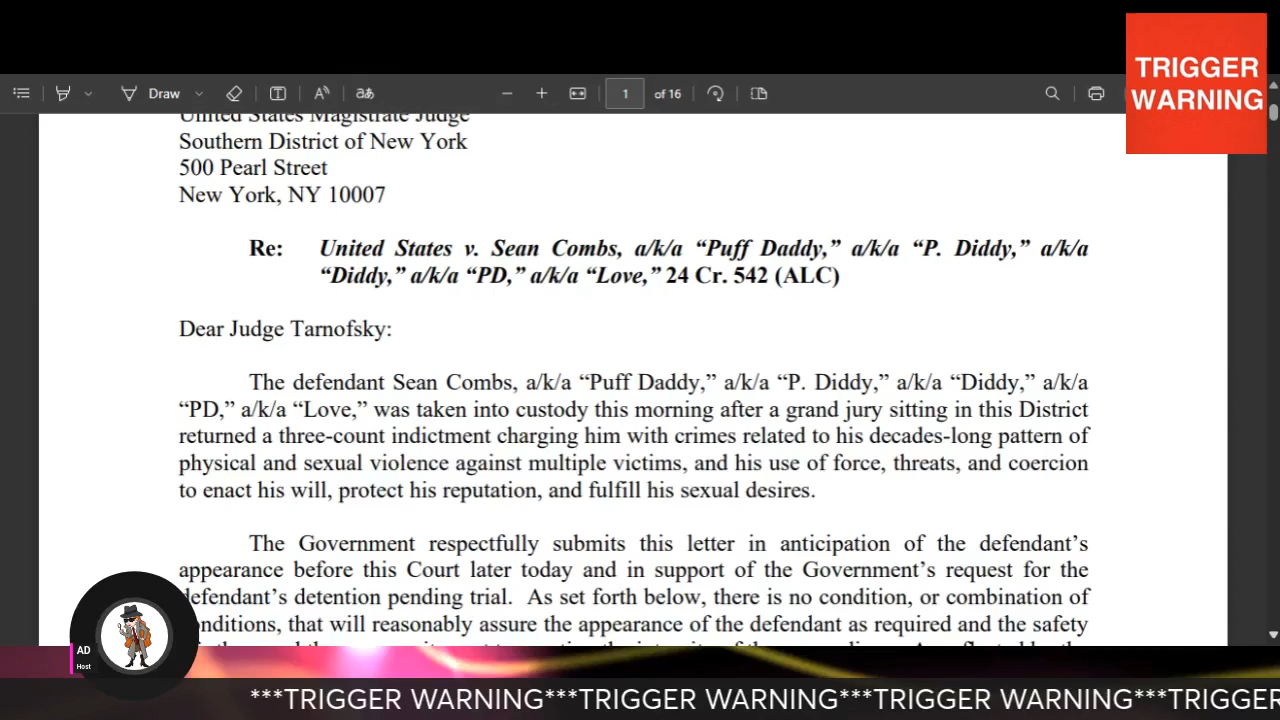 TRIGGER
WARNING
Draw
aあ
1 of 16
United States Magistrate Judge
Southern District of New York
500 Pearl Street
New York, NY 10007
Re: United States v. Sean Combs, a/k/a “Puff Daddy,” a/k/a “P. Diddy,” a/k/a
“Diddy,” a/k/a “PD,” a/k/a “Love,” 24 Cr. 542 (ALC)
Dear Judge Tarnofsky:
The defendant Sean Combs, a/k/a “Puff Daddy,” a/k/a “P. Diddy,” a/k/a “Diddy,” a/k/a
“PD,” a/k/a “Love,” was taken into custody this morning after a grand jury sitting in this District
returned a three-count indictment charging him with crimes related to his decades-long pattern of
physical and sexual violence against multiple victims, and his use of force, threats, and coercion
to enact his will, protect his reputation, and fulfill his sexual desires.
The Government respectfully submits this letter in anticipation of the defendant’s
appearance before this Court later today and in support of the Government’s request for the
defendant’s detention pending trial. As set forth below, there is no condition, or combination of
conditions, that will reasonably assure the appearance of the defendant as required and the safety
AD
Host
***TRIGGER WARNING***TRIGGER WARNING***TRIGGER WARNING***TRIGGER